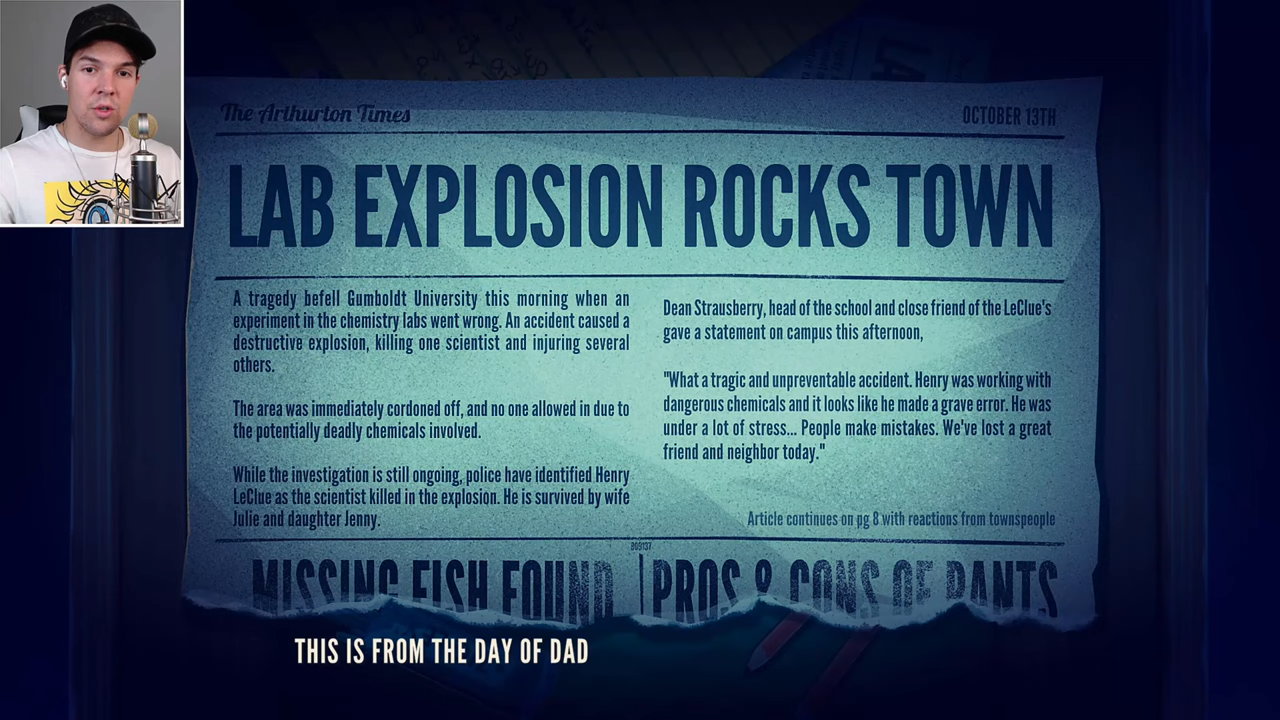 The Arthurton Times
OCTOBER 13TH
LAB EXPLOSION ROCKS TOWN
A tragedy befell Gumboldt University this morning when an
experiment in the chemistry labs went wrong. An accident caused a
destructive explosion, killing one scientist and injuring several
others.
The area was immediately cordoned off, and no one allowed in due to
the potentially deadly chemicals involved.
While the investigation is still ongoing, police have identified Henry
LeClue as the scientist killed in the explosion. He is survived by wife
Julie and daughter Jenny.
Dean Strausberry, head of the school and close friend of the LeClue's
gave a statement on campus this afternoon,
"What a tragic and unpreventable accident. Henry was working with
dangerous chemicals and it looks like he made a grave error. He was
under a lot of stress... People make mistakes. We've lost a great
friend and neighbor today."
Article continues on pg 8 with reactions from townspeople
MISSING FISH FOUND
PROS & CONS OF PANTS
THIS IS FROM THE DAY OF DAD